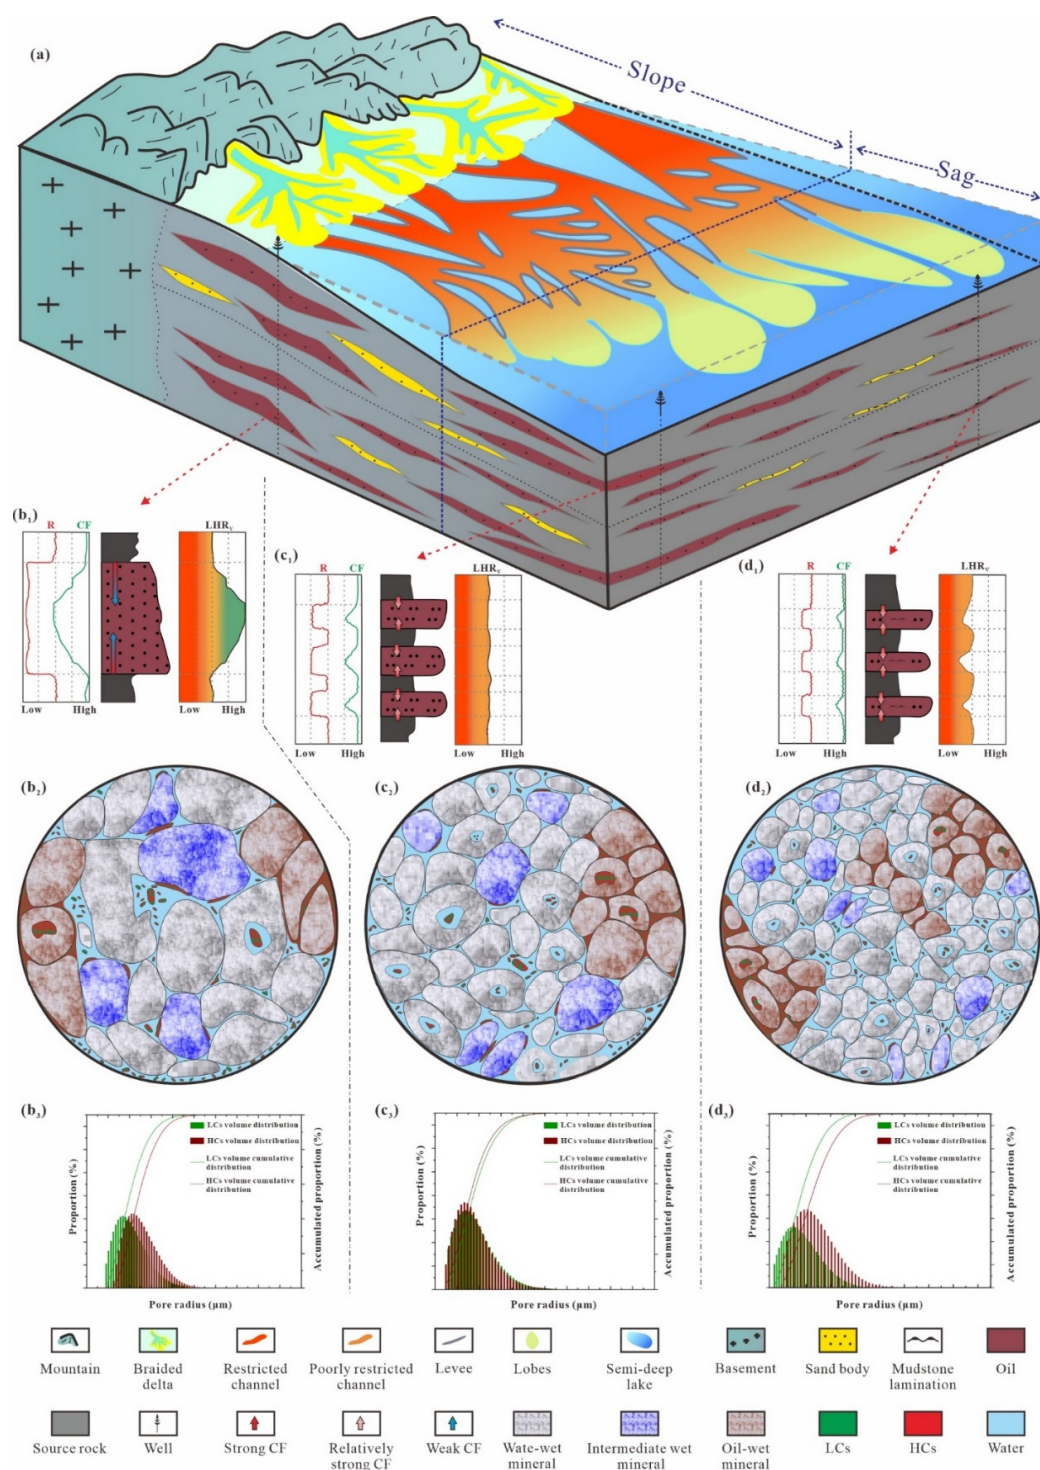 (a)
Slope
Sag
(b1)
R CF
LHRv
Low High
(c1)
R CF
LHRv
Low High
(d1)
R CF
LHRv
Low High
(b2)
(c2)
(d2)
(b3)
Proportion (%)
LCs volume distribution
HCs volume distribution
LCs volume cumulative
distribution
HCs volume cumulative
distribution
Accumulated proportion (%)
Pore radius (μm)
(c3)
Proportion (%)
LCs volume distribution
HCs volume distribution
LCs volume cumulative
distribution
HCs volume cumulative
distribution
Accumulated proportion (%)
Pore radius (μm)
(d3)
Proportion (%)
LCs volume distribution
HCs volume distribution
LCs volume cumulative
distribution
HCs volume cumulative
distribution
Accumulated proportion (%)
Pore radius (μm)
Mountain
Braided
delta
Restricted
channel
Poorly restricted
channel
Levee
Lobes
Semi-deep
lake
Basement
Sand body
Mudstone
lamination
Oil
Source rock
Well
Strong CF
Relatively
strong CF
Weak CF
Wate-wet
mineral
Intermediate wet
mineral
Oil-wet
mineral
LCs
HCs
Water